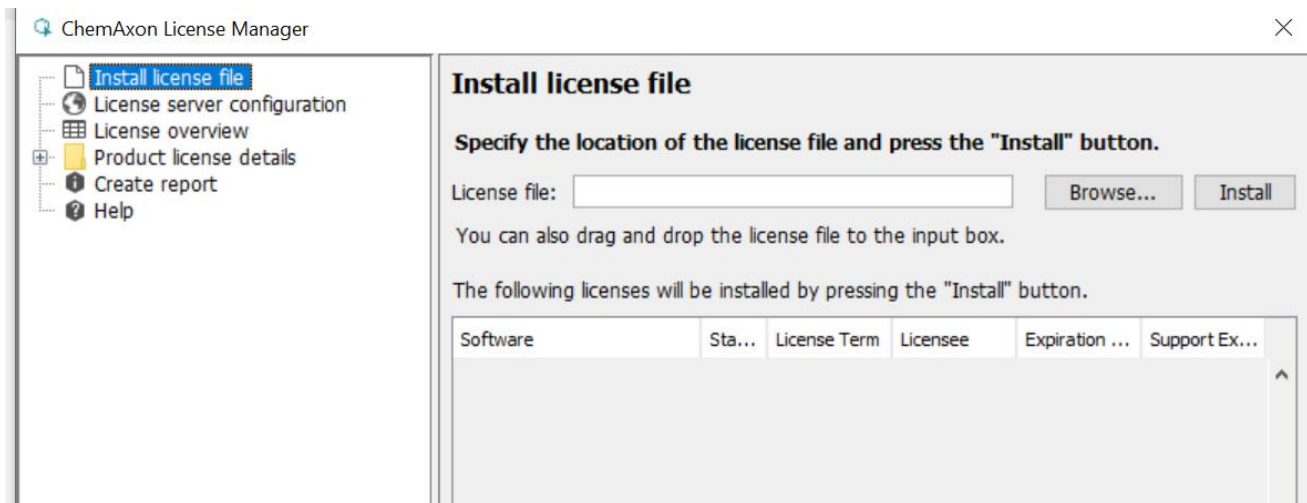 ChemAxon License Manager
Install license file
License server configuration
License overview
Product license details
Create report
Help
Install license file
Specify the location of the license file and press the "Install" button.
License file: Browse... Install
You can also drag and drop the license file to the input box.
The following licenses will be installed by pressing the "Install" button.
Software Sta... License Term Licensee Expiration ... Support Ex...